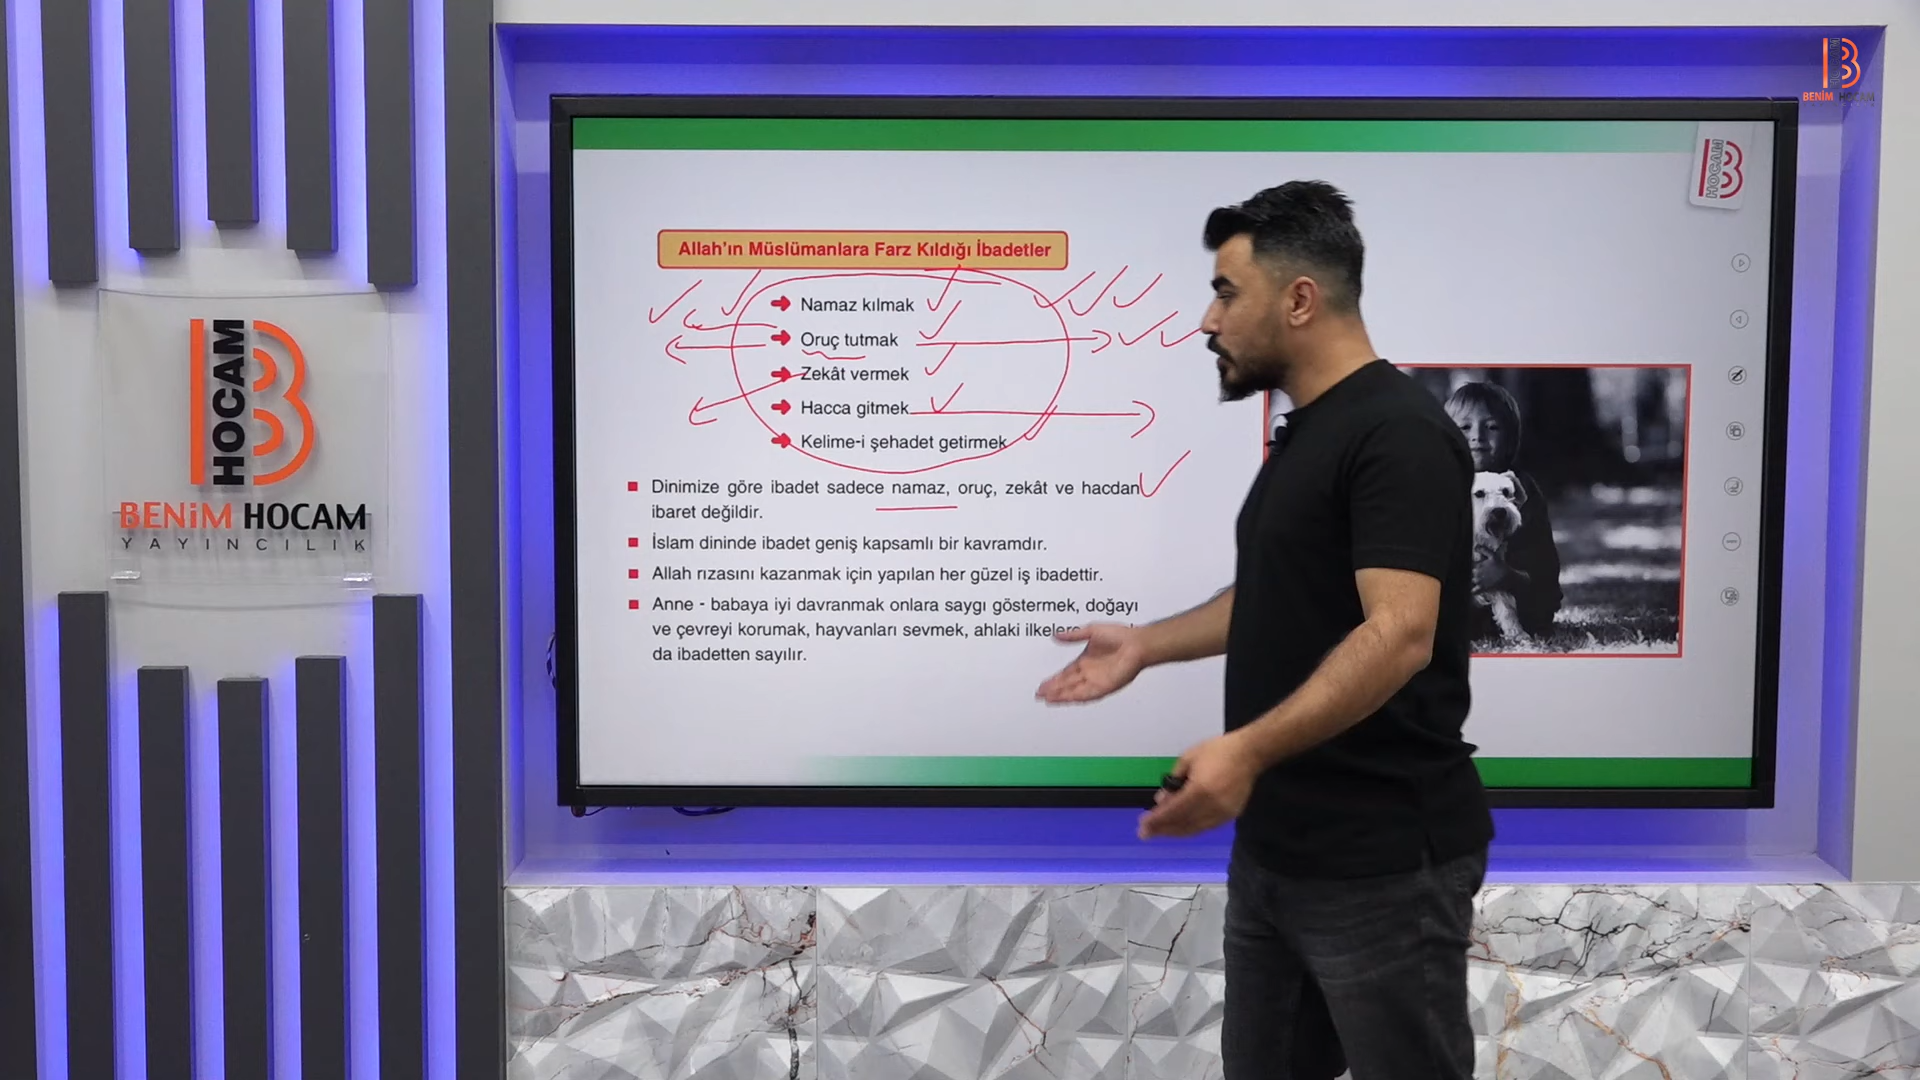 BENİM HOCAM
HOCAM
Allah'ın Müslümanlara Farz Kıldığı İbadetler
Namaz kılmak
Oruç tutmak
Zekât vermek
Hacca gitmek
Kelime-i şehadet getirmek
Dinimize göre ibadet sadece namaz, oruç, zekât ve hacdan
ibaret değildir.
İslam dininde ibadet geniş kapsamlı bir kavramdır.
Allah rızasını kazanmak için yapılan her güzel iş ibadettir.
Anne - babaya iyi davranmak onlara saygı göstermek, doğayı
ve çevreyi korumak, hayvanları sevmek, ahlaki
da ibadetten sayılır.
HOCAM
BENİM HOCAM
YAYINCILIK